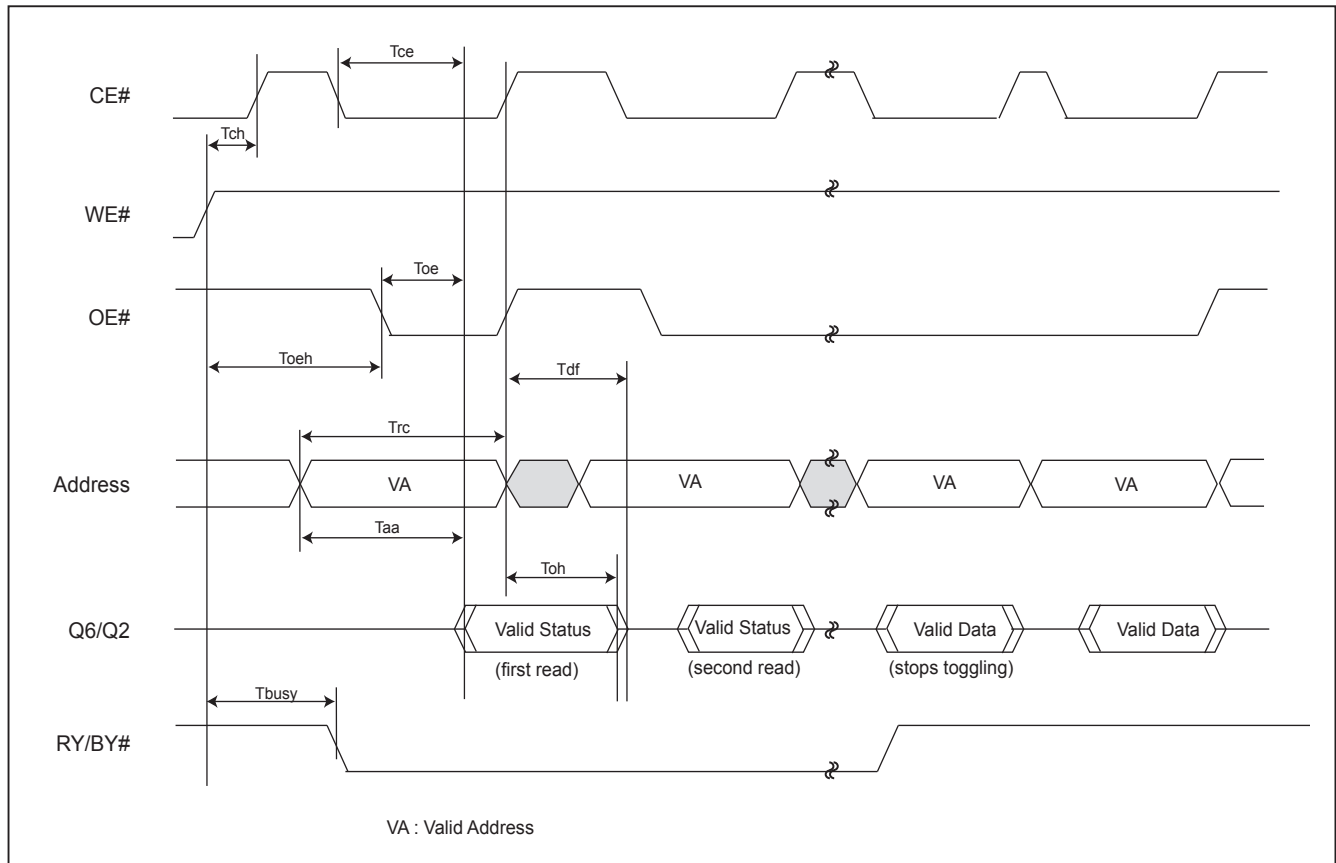 Tce
CE#
Tch
WE#
Toe
OE#
Toeh
Tdf
Trc
Address
VA
VA
VA
VA
Taa
Toh
Q6/Q2
Valid Status
Valid Status
Valid Data
Valid Data
(first read)
(second read)
(stops toggling)
Tbusy
RY/BY#
VA : Valid Address